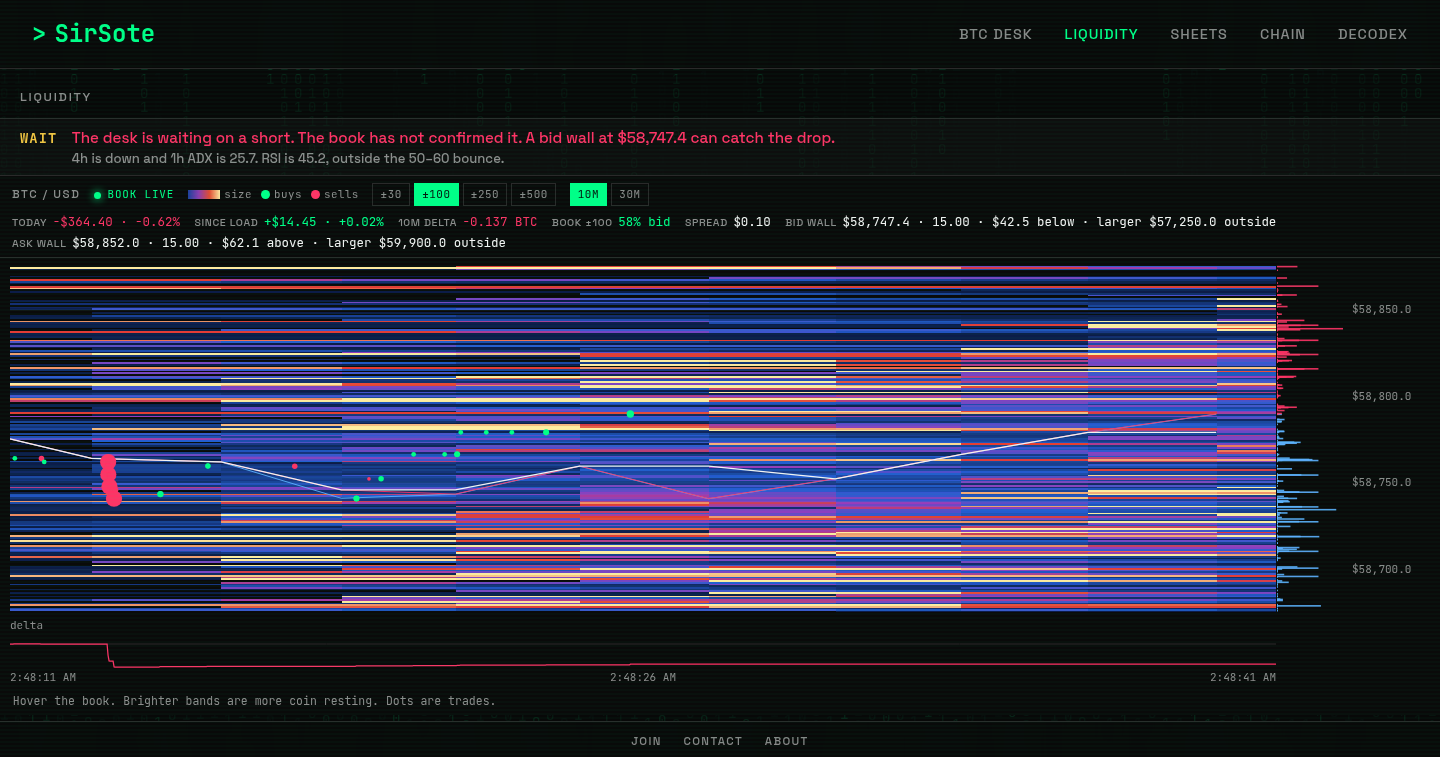 > SirSote
BTC DESK LIQUIDITY SHEETS CHAIN DECODEX
LIQUIDITY
WAIT The desk is waiting on a short. The book has not confirmed it. A bid wall at $58,747.4 can catch the drop.
4h is down and 1h ADX is 25.7. RSI is 45.2, outside the 50–60 bounce.
BTC / USD BOOK LIVE size buys sells ±30 ±100 ±250 ±500 10M 30M
TODAY -$364.40 · -0.62% SINCE LOAD +$14.45 · +0.02% 10M DELTA -0.137 BTC BOOK ±100 58% bid SPREAD $0.10 BID WALL $58,747.4 · 15.00 · $42.5 below · larger $57,250.0 outside
ASK WALL $58,852.0 · 15.00 · $62.1 above · larger $59,900.0 outside
$58,850.0
$58,800.0
$58,750.0
$58,700.0
delta
2:48:11 AM 2:48:26 AM 2:48:41 AM
Hover the book. Brighter bands are more coin resting. Dots are trades.
JOIN CONTACT ABOUT